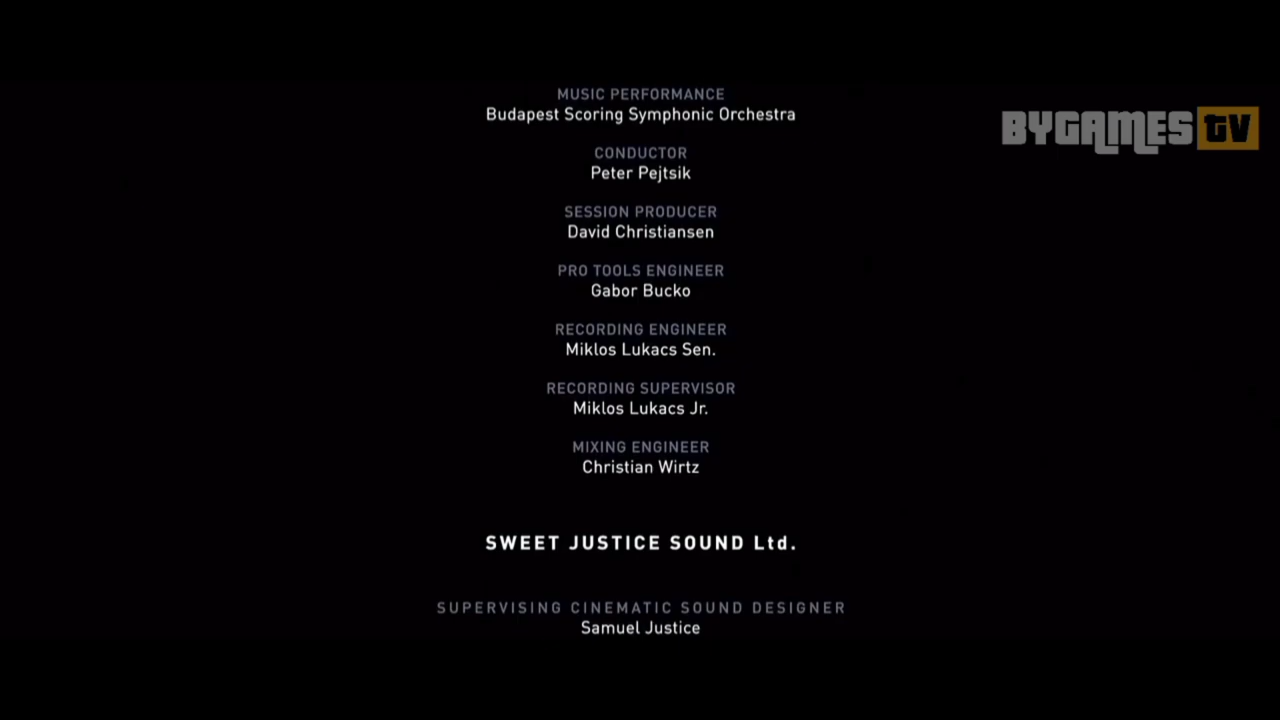 MUSIC PERFORMANCE
Budapest Scoring Symphonic Orchestra
BYGAMES TV
CONDUCTOR
Peter Pejtsik
SESSION PRODUCER
David Christiansen
PRO TOOLS ENGINEER
Gabor Bucko
RECORDING ENGINEER
Miklos Lukacs Sen.
RECORDING SUPERVISOR
Miklos Lukacs Jr.
MIXING ENGINEER
Christian Wirtz
SWEET JUSTICE SOUND Ltd.
SUPERVISING CINEMATIC SOUND DESIGNER
Samuel Justice